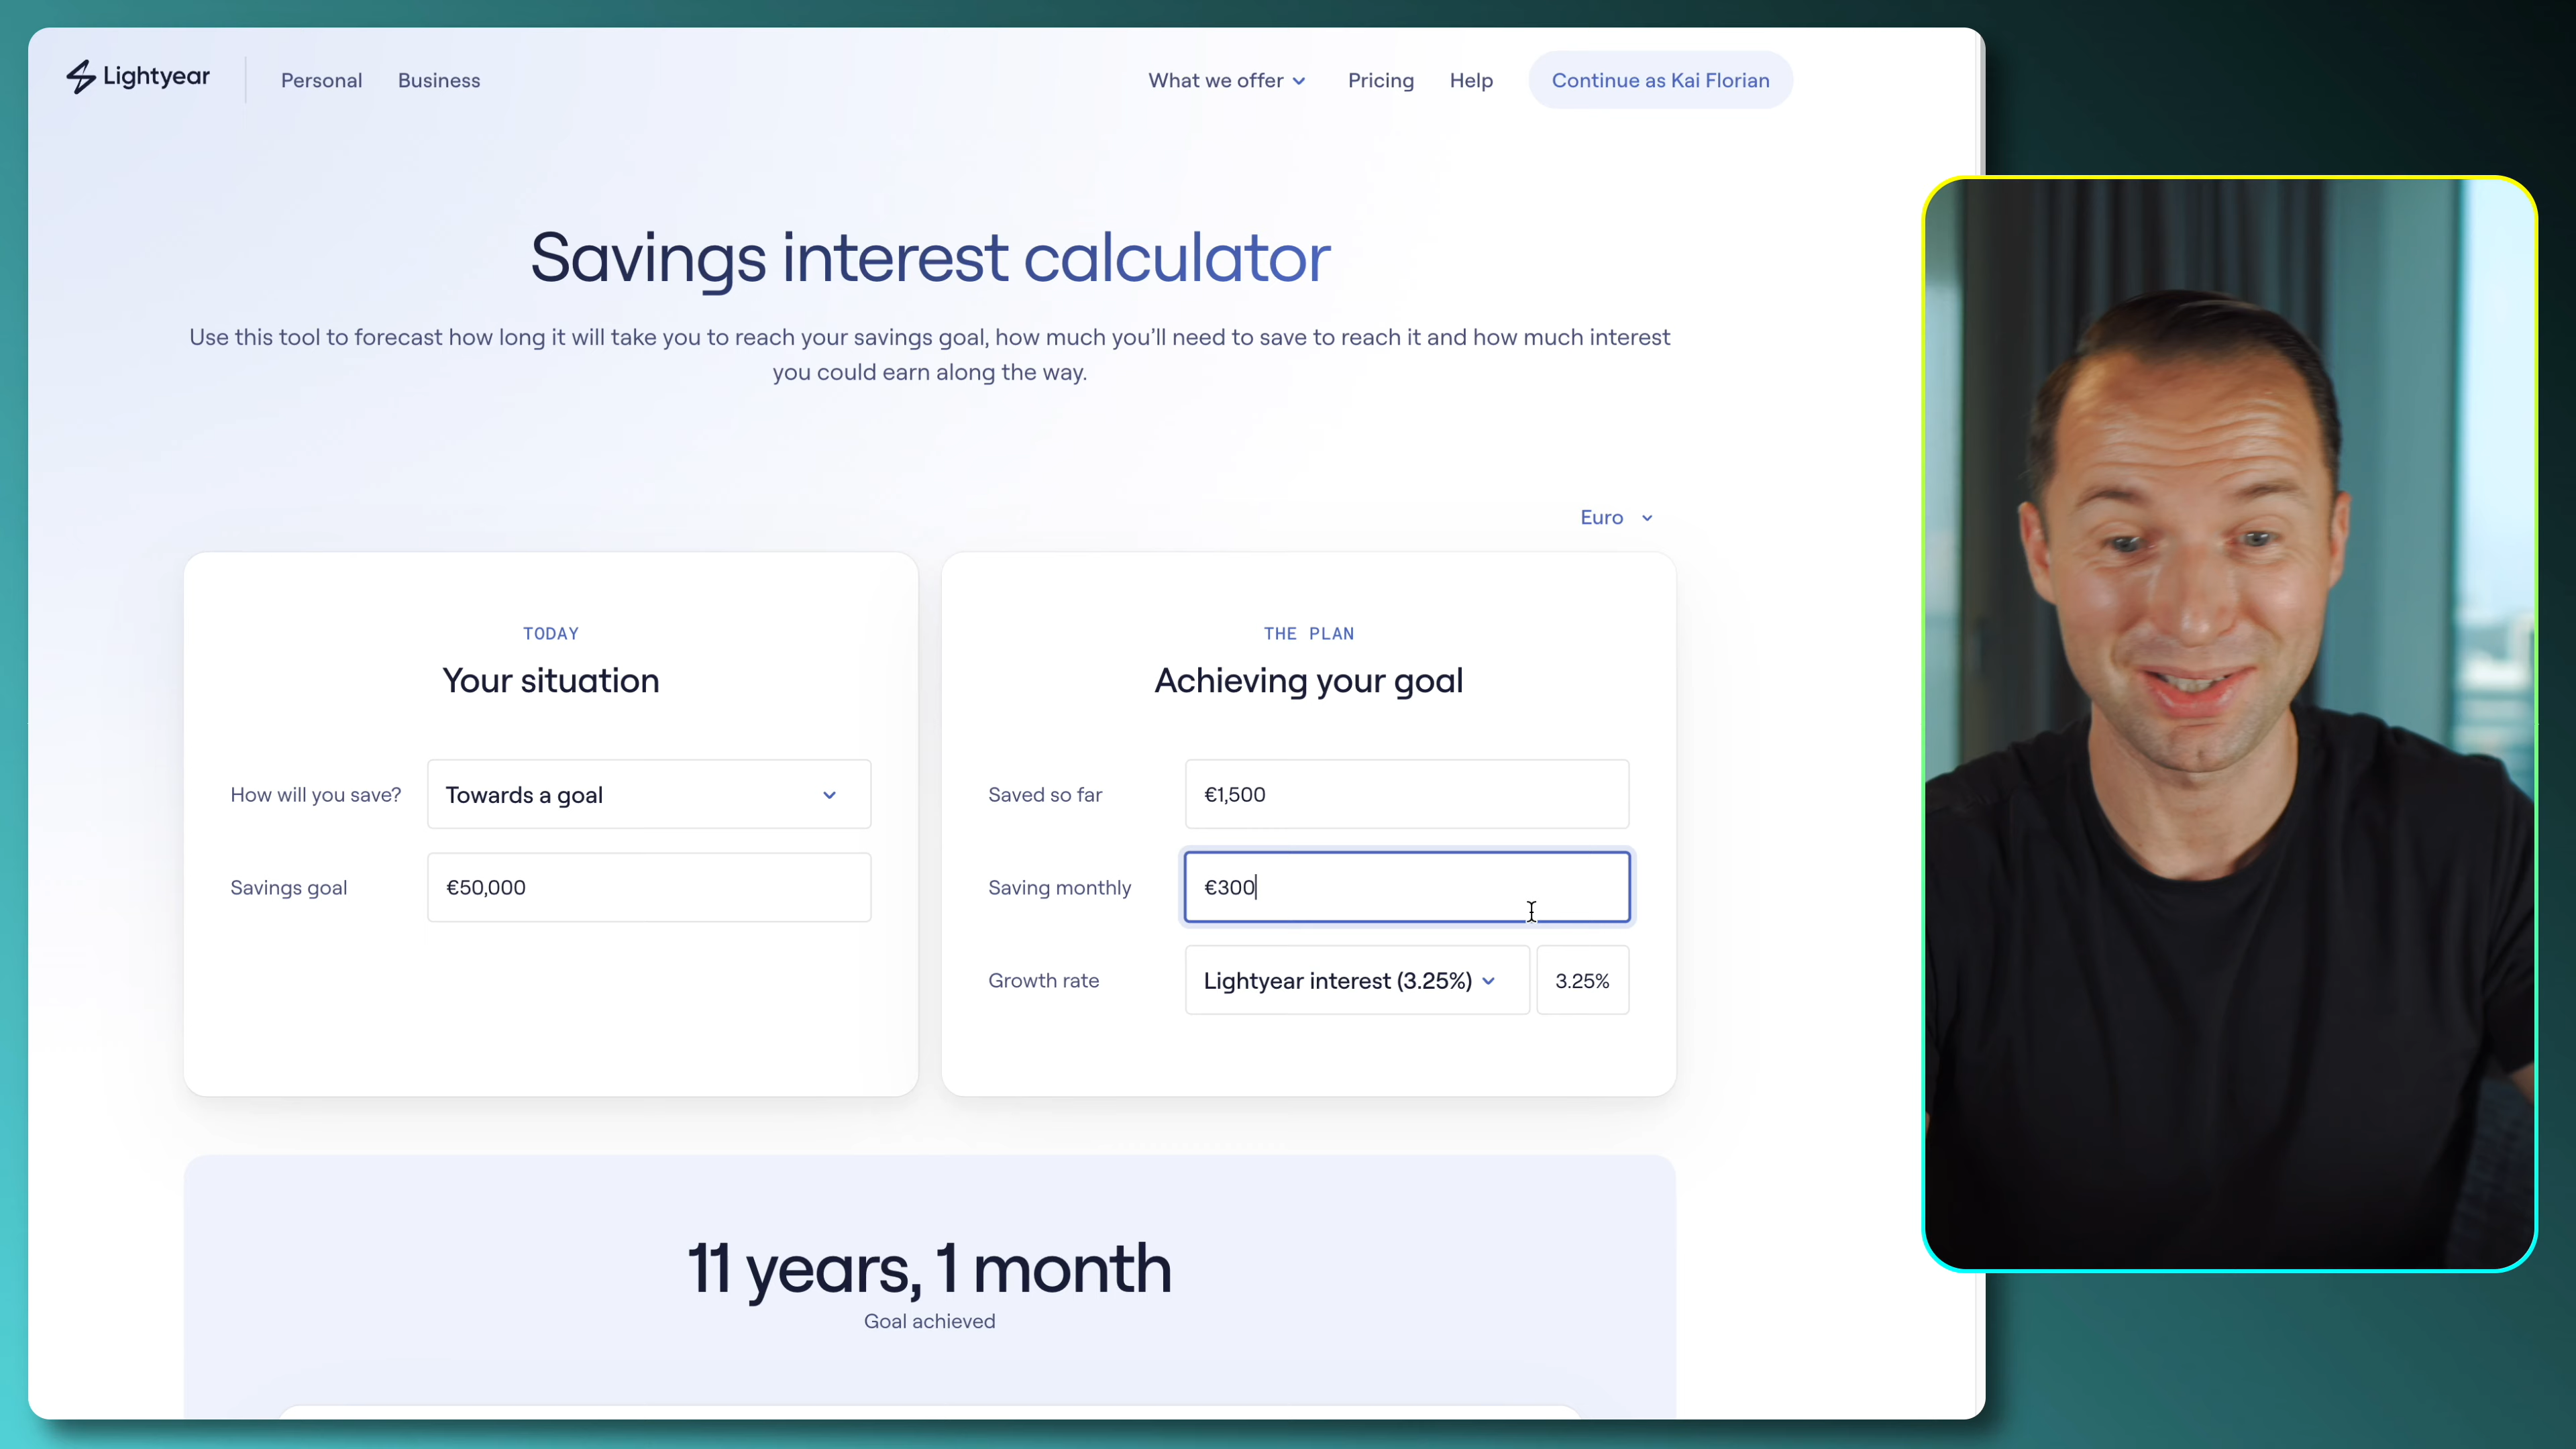 Lightyear
Personal
Business
What we offer
Pricing
Help
Continue as Kai Florian
Savings interest calculator
Use this tool to forecast how long it will take you to reach your savings goal, how much you’ll need to save to reach it and how much interest
you could earn along the way.
Euro
TODAY
Your situation
How will you save?
Towards a goal
Savings goal
€50,000
THE PLAN
Achieving your goal
Saved so far
€1,500
Saving monthly
€300
Growth rate
Lightyear interest (3.25%)
3.25%
11 years, 1 month
Goal achieved